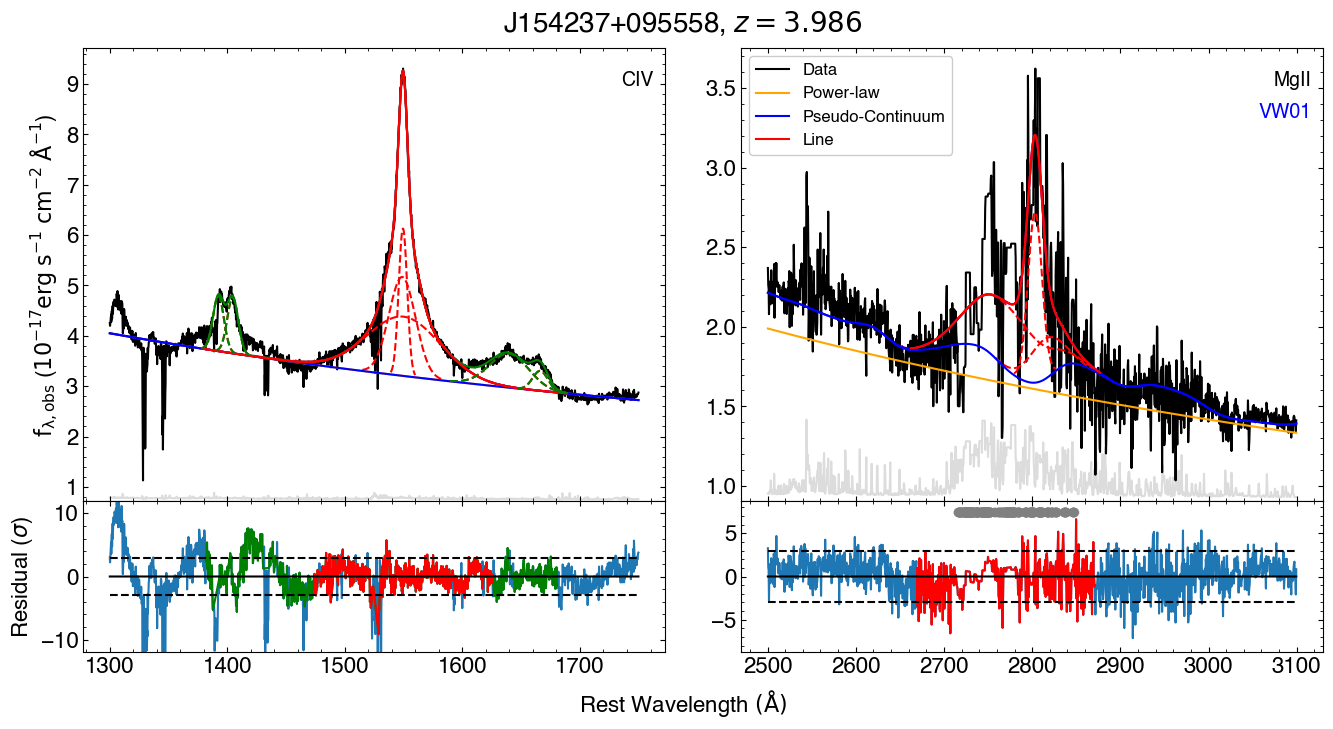 J154237+095558, z = 3.986
CIV
9
8
7
6
5
4
3
2
1
f_{λ,obs} (10^{−17}erg s^{−1} cm^{−2} Å^{−1})
Data
Power-law
Pseudo-Continuum
Line
MgII
VW01
3.5
3.0
2.5
2.0
1.5
1.0
10
0
−10
Residual (σ)
1300 1400 1500 1600 1700
5
0
−5
2500 2600 2700 2800 2900 3000 3100
Rest Wavelength (Å)